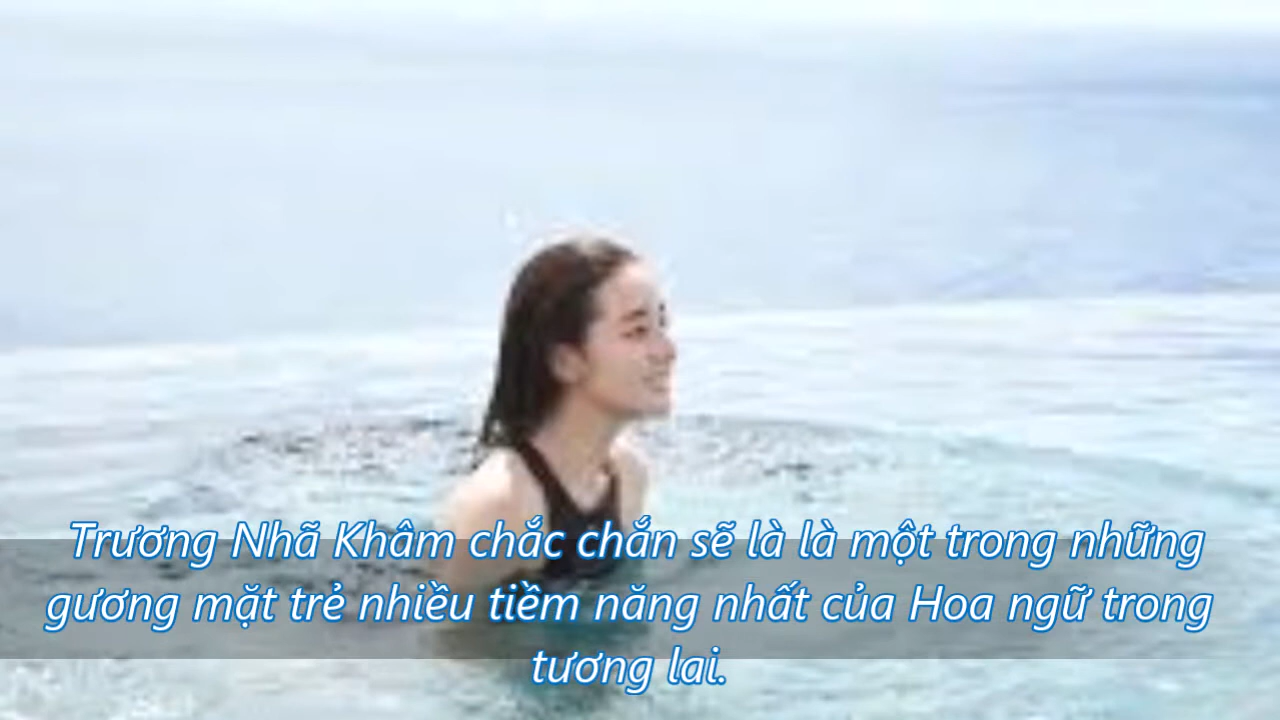 Trương Nhã Khâm chắc chắn sẽ là là một trong những
gương mặt trẻ nhiều tiềm năng nhất của Hoa ngữ trong
tương lai.